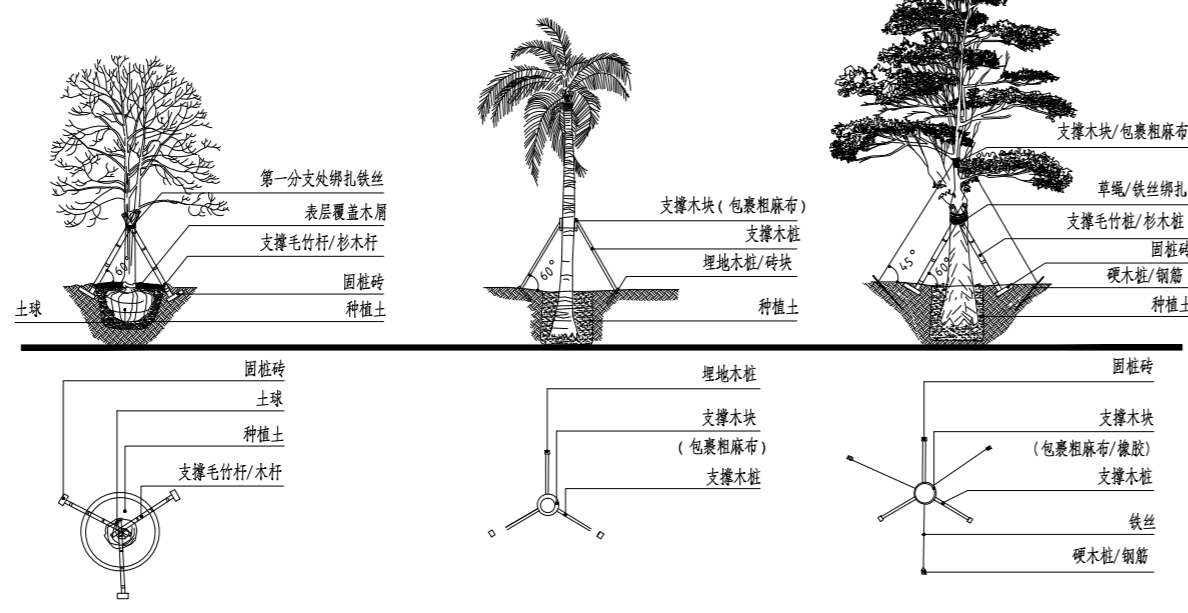 第一分支处绑扎铁丝
表层覆盖木屑
支撑毛竹杆/杉木杆
60°
固桩砖
土球
种植土
支撑木块(包裹粗麻布)
支撑木桩
埋地木桩/砖块
60°
种植土
支撑木块/包裹粗麻布
草绳/铁丝绑扎
支撑毛竹桩/杉木桩
固桩砖
45°
60°
硬木桩/钢筋
种植土
固桩砖
土球
种植土
支撑毛竹杆/木杆
埋地木桩
支撑木块
(包裹粗麻布)
支撑木桩
固桩砖
支撑木块
(包裹粗麻布/橡胶)
支撑木桩
铁丝
硬木桩/钢筋